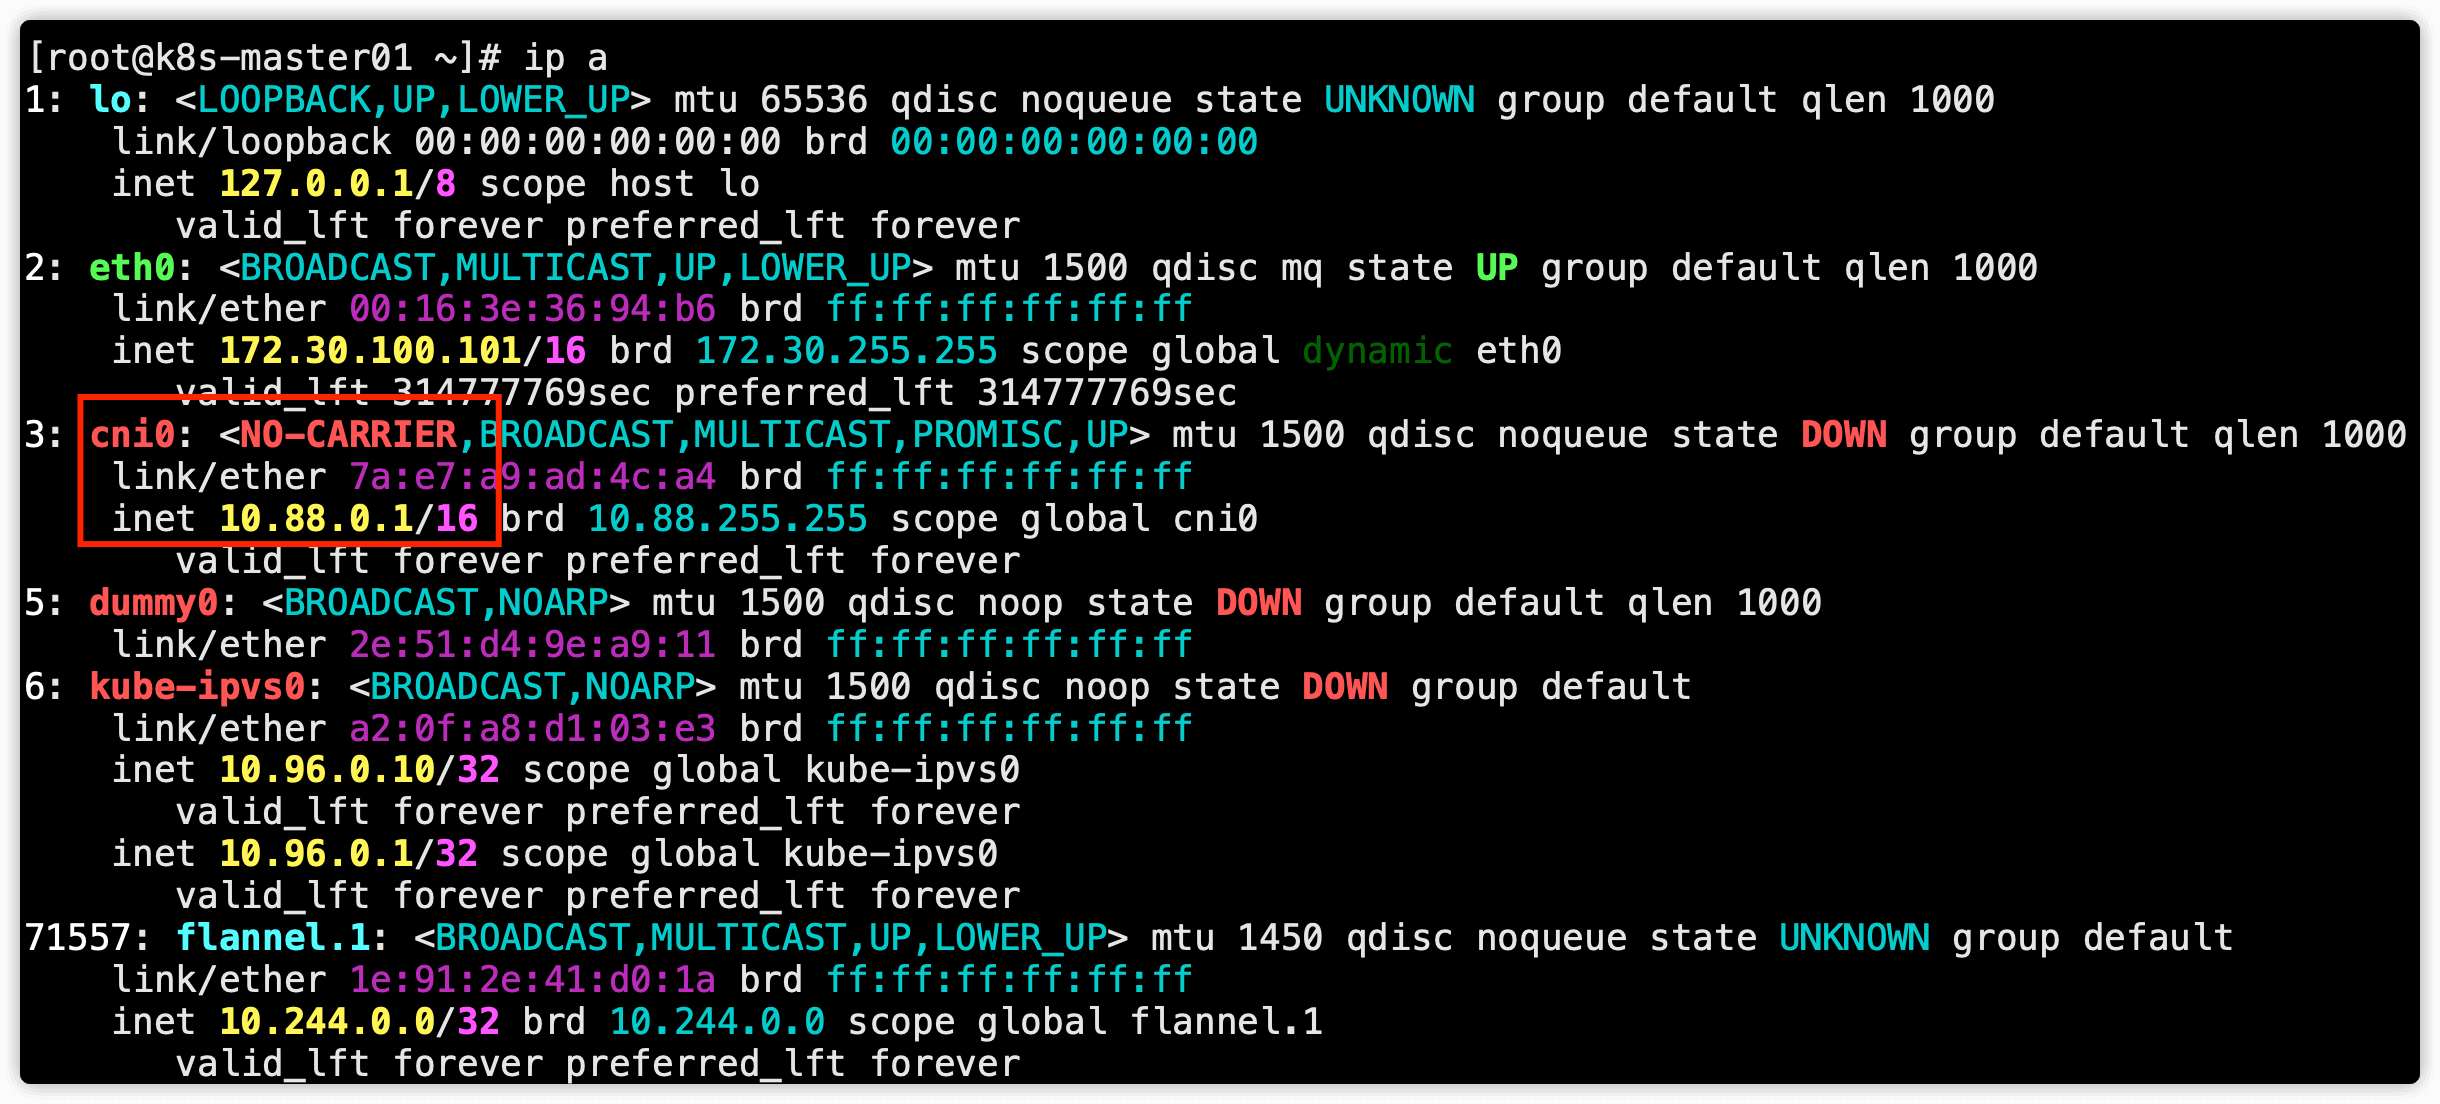 [root@k8s-master01 ~]# ip a
1: lo: <LOOPBACK,UP,LOWER_UP> mtu 65536 qdisc noqueue state UNKNOWN group default qlen 1000
    link/loopback 00:00:00:00:00:00 brd 00:00:00:00:00:00
    inet 127.0.0.1/8 scope host lo
       valid_lft forever preferred_lft forever
2: eth0: <BROADCAST,MULTICAST,UP,LOWER_UP> mtu 1500 qdisc mq state UP group default qlen 1000
    link/ether 00:16:3e:36:94:b6 brd ff:ff:ff:ff:ff:ff
    inet 172.30.100.101/16 brd 172.30.255.255 scope global dynamic eth0
       valid_lft 314777769sec preferred_lft 314777769sec
3: cni0: <NO-CARRIER,BROADCAST,MULTICAST,PROMISC,UP> mtu 1500 qdisc noqueue state DOWN group default qlen 1000
    link/ether 7a:e7:a9:ad:4c:a4 brd ff:ff:ff:ff:ff:ff
    inet 10.88.0.1/16 brd 10.88.255.255 scope global cni0
       valid_lft forever preferred_lft forever
5: dummy0: <BROADCAST,NOARP> mtu 1500 qdisc noop state DOWN group default qlen 1000
    link/ether 2e:51:d4:9e:a9:11 brd ff:ff:ff:ff:ff:ff
6: kube-ipvs0: <BROADCAST,NOARP> mtu 1500 qdisc noop state DOWN group default
    link/ether a2:0f:a8:d1:03:e3 brd ff:ff:ff:ff:ff:ff
    inet 10.96.0.10/32 scope global kube-ipvs0
       valid_lft forever preferred_lft forever
    inet 10.96.0.1/32 scope global kube-ipvs0
       valid_lft forever preferred_lft forever
71557: flannel.1: <BROADCAST,MULTICAST,UP,LOWER_UP> mtu 1450 qdisc noqueue state UNKNOWN group default
    link/ether 1e:91:2e:41:d0:1a brd ff:ff:ff:ff:ff:ff
    inet 10.244.0.0/32 brd 10.244.0.0 scope global flannel.1
       valid_lft forever preferred_lft forever